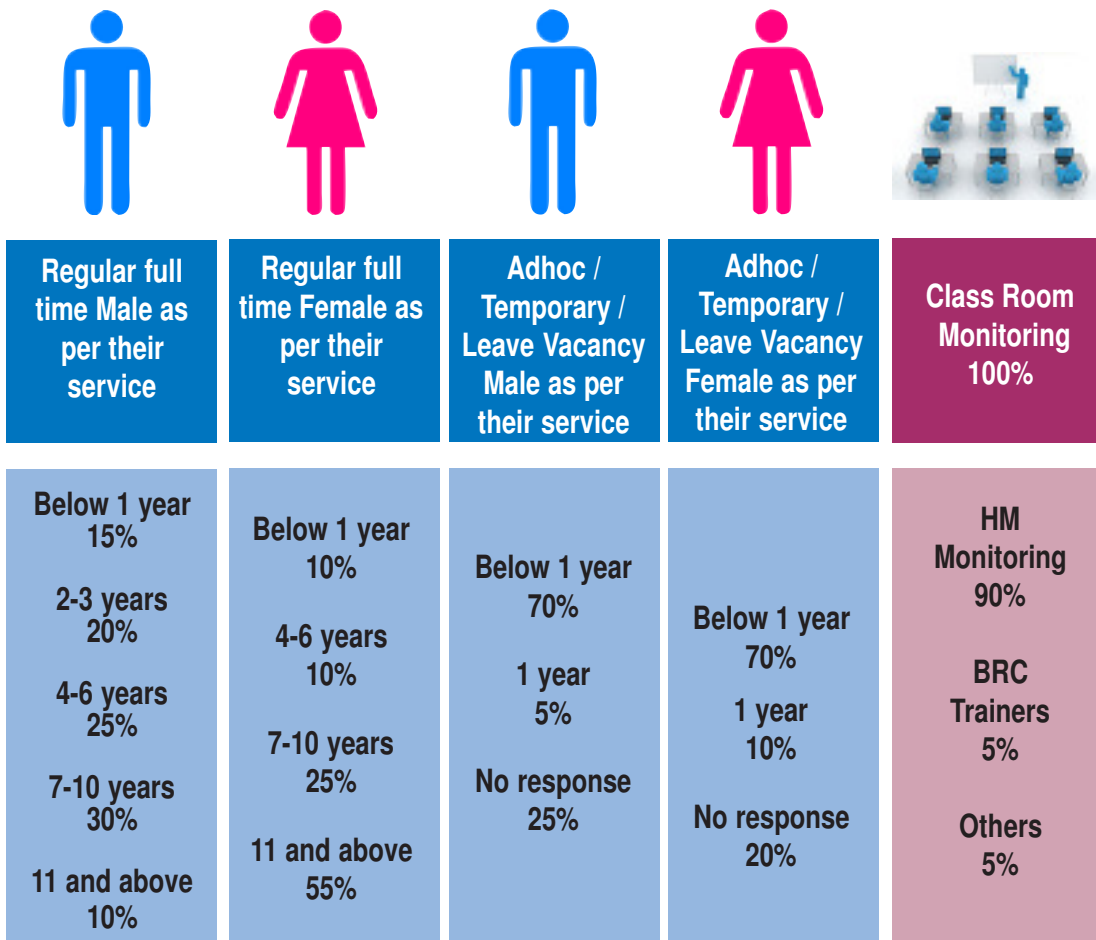 Regular full
time Male as
per their
service
Regular full
time Female as
per their
service
Adhoc /
Temporary /
Leave Vacancy
Male as per
their service
Adhoc /
Temporary /
Leave Vacancy
Female as per
their service
Class Room
Monitoring
100%
Below 1 year
15%
2-3 years
20%
4-6 years
25%
7-10 years
30%
11 and above
10%
Below 1 year
10%
4-6 years
10%
7-10 years
25%
11 and above
55%
Below 1 year
70%
1 year
5%
No response
25%
Below 1 year
70%
1 year
10%
No response
20%
HM
Monitoring
90%
BRC
Trainers
5%
Others
5%